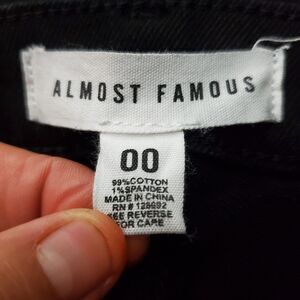 ALMOST FAMOUS
00
99%COTTON
1%SPANDEX
MADE IN CHINA
RN # 128692
SEE REVERSE
FOR CARE